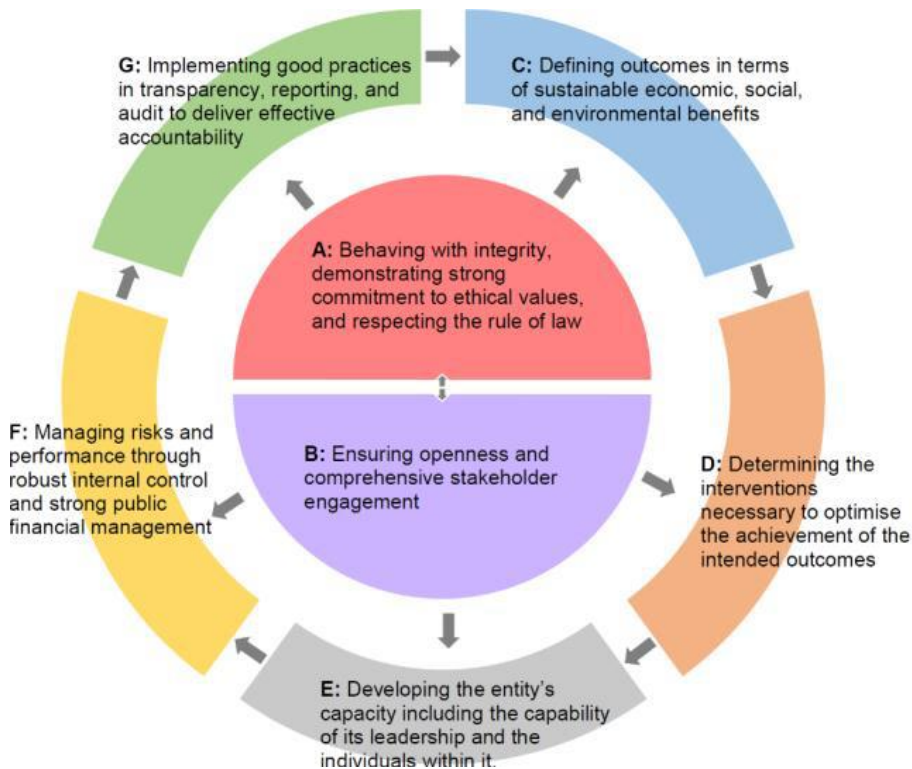 G: Implementing good practices
in transparency, reporting, and
audit to deliver effective
accountability
C: Defining outcomes in terms
of sustainable economic, social,
and environmental benefits
A: Behaving with integrity,
demonstrating strong
commitment to ethical values,
and respecting the rule of law
B: Ensuring openness and
comprehensive stakeholder
engagement
F: Managing risks and
performance through
robust internal control
and strong public
financial management
D: Determining the
interventions
necessary to optimise
the achievement of the
intended outcomes
E: Developing the entity's
capacity including the capability
of its leadership and the
individuals within it.